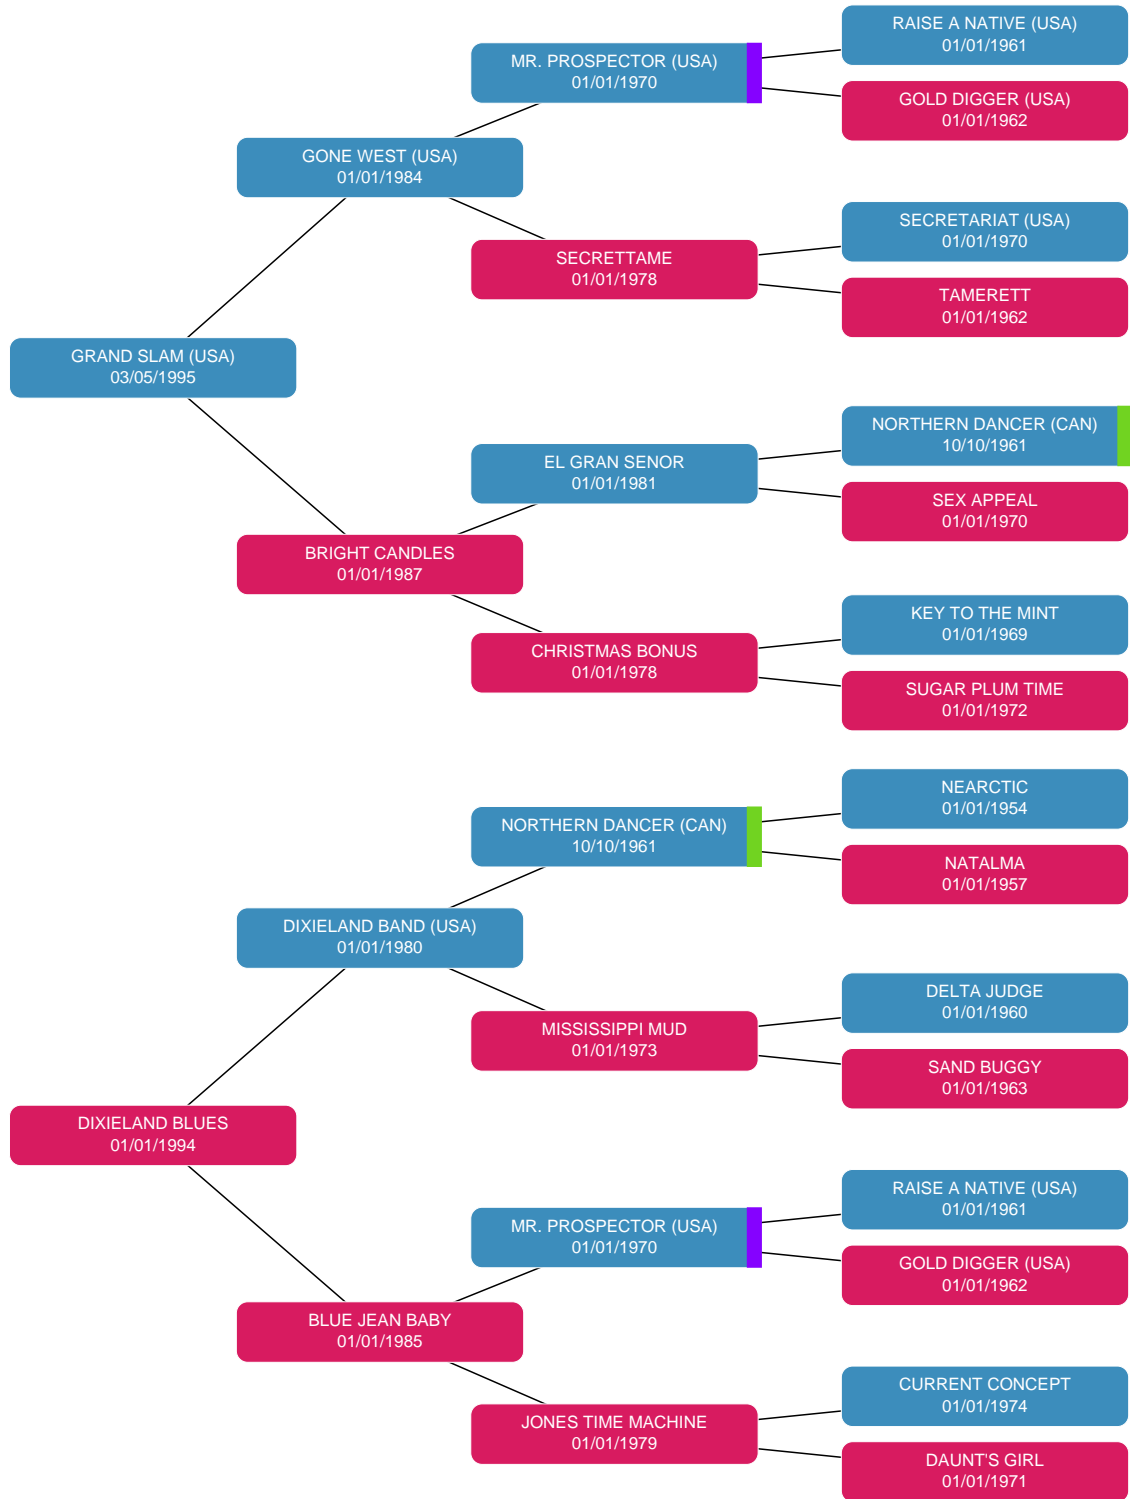 RAISE A NATIVE (USA)
01/01/1961
MR. PROSPECTOR (USA)
01/01/1970
GOLD DIGGER (USA)
01/01/1962
GONE WEST (USA)
01/01/1984
SECRETARIAT (USA)
01/01/1970
SECRETTAME
01/01/1978
TAMERETT
01/01/1962
GRAND SLAM (USA)
03/05/1995
NORTHERN DANCER (CAN)
10/10/1961
EL GRAN SENOR
01/01/1981
SEX APPEAL
01/01/1970
BRIGHT CANDLES
01/01/1987
KEY TO THE MINT
01/01/1969
CHRISTMAS BONUS
01/01/1978
SUGAR PLUM TIME
01/01/1972
NEARCTIC
01/01/1954
NORTHERN DANCER (CAN)
10/10/1961
NATALMA
01/01/1957
DIXIELAND BAND (USA)
01/01/1980
DELTA JUDGE
01/01/1960
MISSISSIPPI MUD
01/01/1973
SAND BUGGY
01/01/1963
DIXIELAND BLUES
01/01/1994
RAISE A NATIVE (USA)
01/01/1961
MR. PROSPECTOR (USA)
01/01/1970
GOLD DIGGER (USA)
01/01/1962
BLUE JEAN BABY
01/01/1985
CURRENT CONCEPT
01/01/1974
JONES TIME MACHINE
01/01/1979
DAUNT'S GIRL
01/01/1971